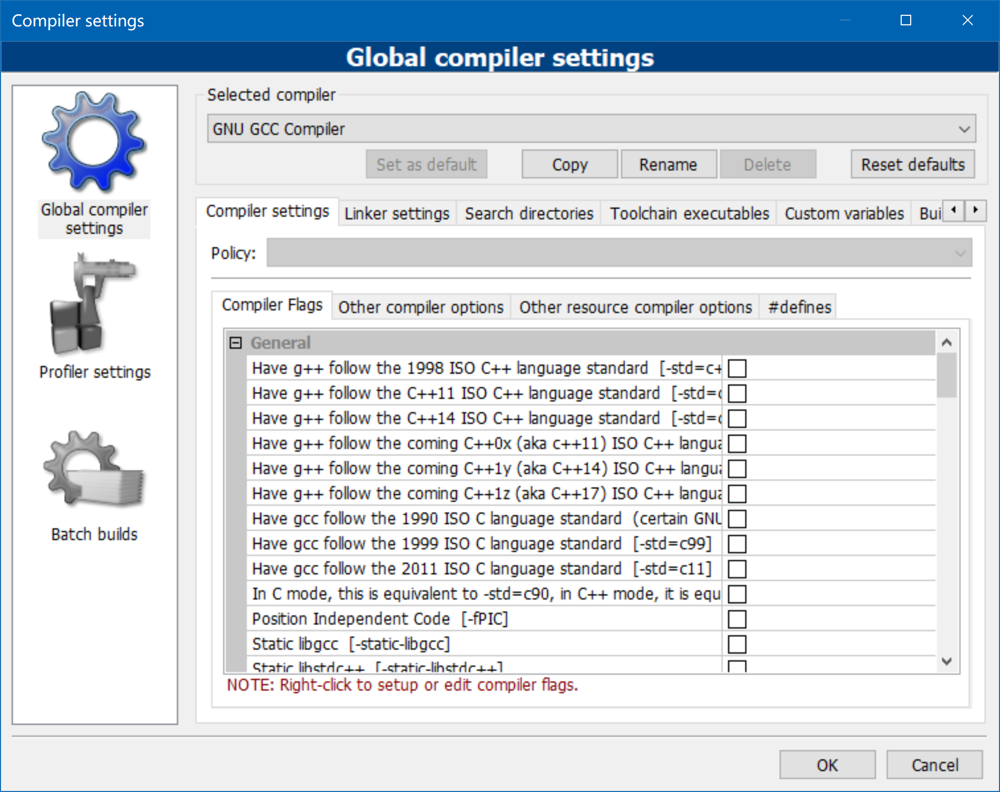 Compiler settings
Global compiler settings
Global compiler
settings
Profiler settings
Batch builds
Selected compiler
GNU GCC Compiler
Set as default Copy Rename Delete Reset defaults
Compiler settings Linker settings Search directories Toolchain executables Custom variables Bui
Policy:
Compiler Flags Other compiler options Other resource compiler options #defines
General
Have g++ follow the 1998 ISO C++ language standard [-std=c+
Have g++ follow the C++11 ISO C++ language standard [-std=c
Have g++ follow the C++14 ISO C++ language standard [-std=c
Have g++ follow the coming C++0x (aka c++11) ISO C++ langua
Have g++ follow the coming C++1y (aka C++14) ISO C++ langua
Have g++ follow the coming C++1z (aka C++17) ISO C++ langua
Have gcc follow the 1990 ISO C language standard (certain GNU
Have gcc follow the 1999 ISO C language standard [-std=c99]
Have gcc follow the 2011 ISO C language standard [-std=c11]
In C mode, this is equivalent to -std=c90, in C++ mode, it is equ
Position Independent Code [-fPIC]
Static libgcc [-static-libgcc]
Static libstdc++ [-static-libstdc++]
NOTE: Right-click to setup or edit compiler flags.
OK Cancel